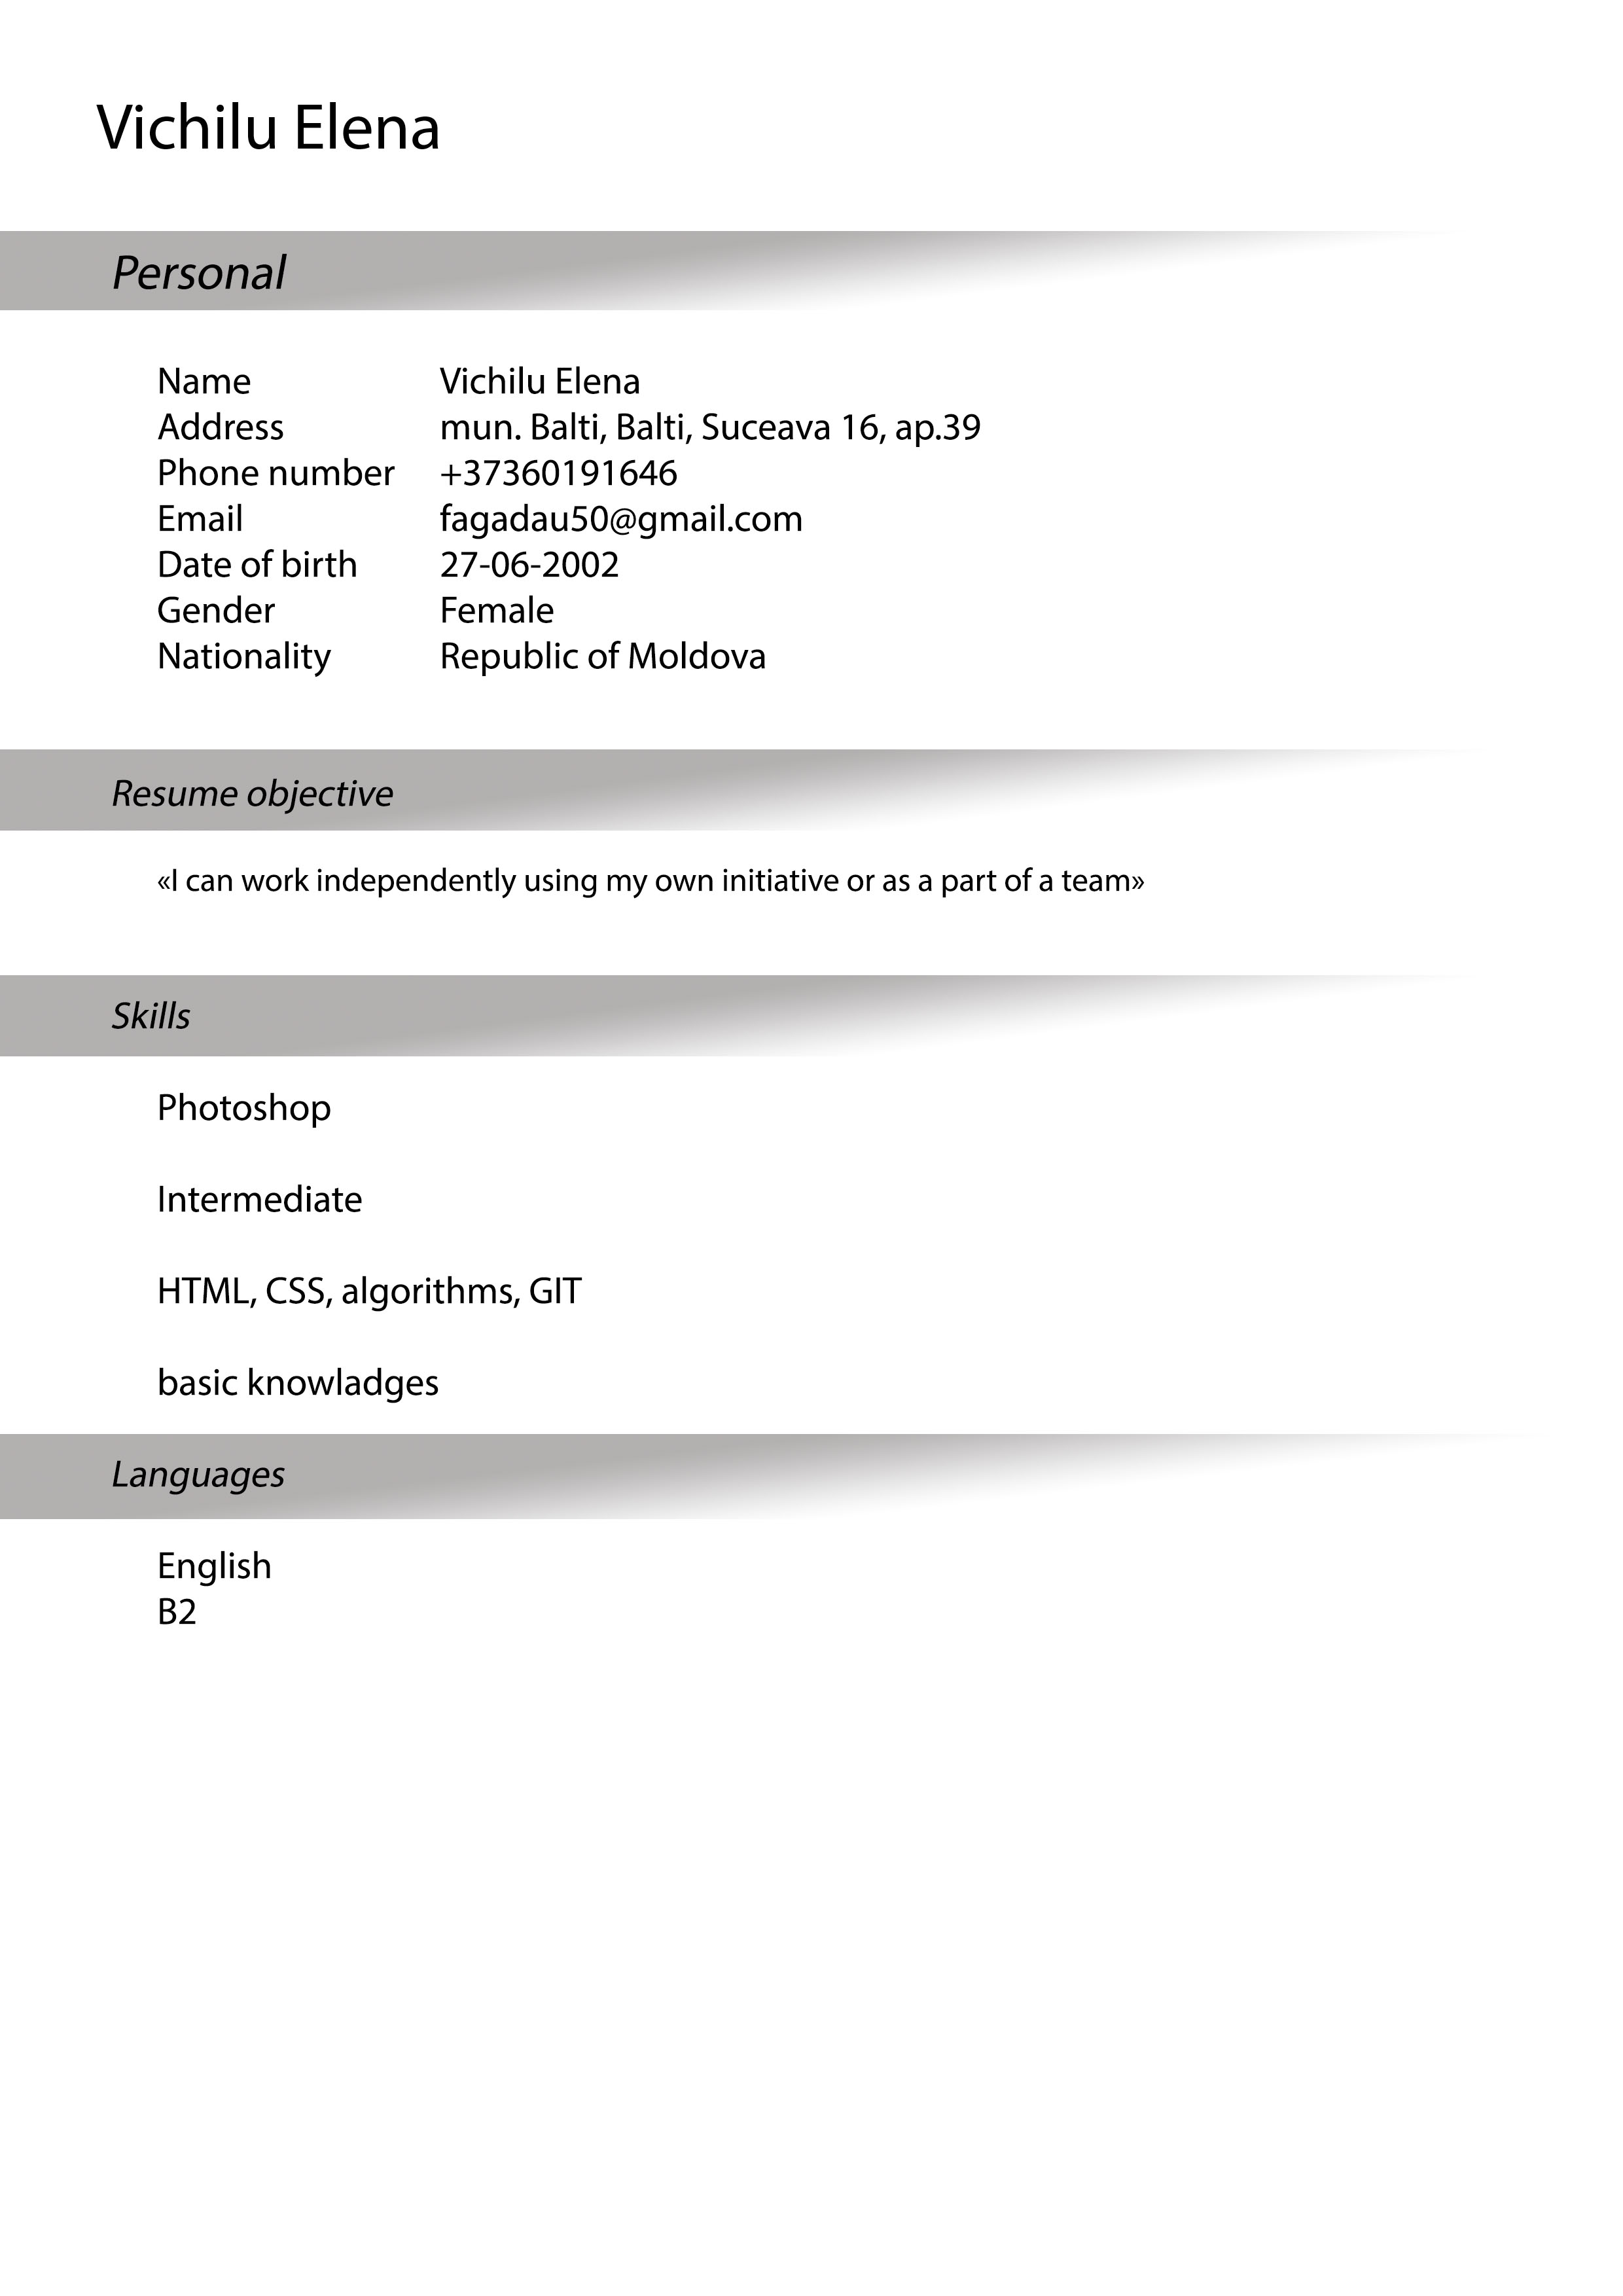 Vichilu Elena
Personal
Name Vichilu Elena
Address mun. Balti, Balti, Suceava 16, ap.39
Phone number +37360191646
Email fagadau50@gmail.com
Date of birth 27-06-2002
Gender Female
Nationality Republic of Moldova
Resume objective
«I can work independently using my own initiative or as a part of a team»
Skills
Photoshop
Intermediate
HTML, CSS, algorithms, GIT
basic knowladges
Languages
English
B2